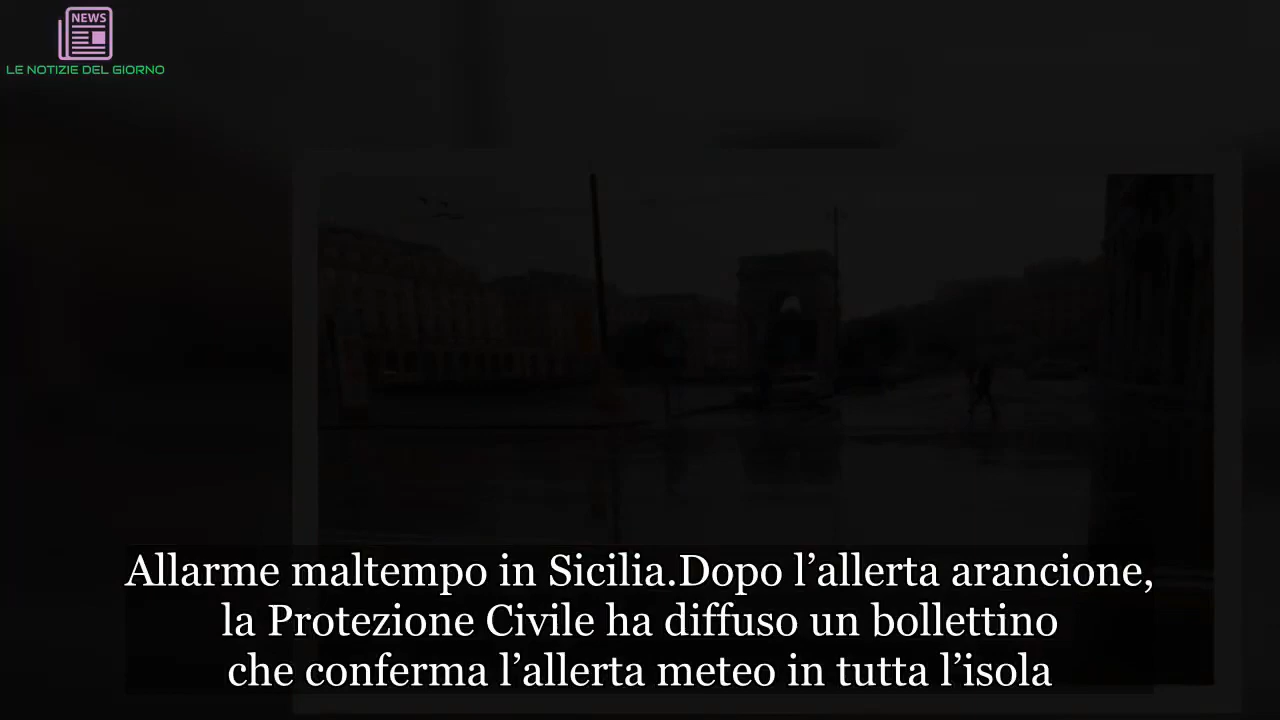 NEWS
LE NOTIZIE DEL GIORNO
Allarme maltempo in Sicilia.Dopo l’allerta arancione,
la Protezione Civile ha diffuso un bollettino
che conferma l’allerta meteo in tutta l’isola